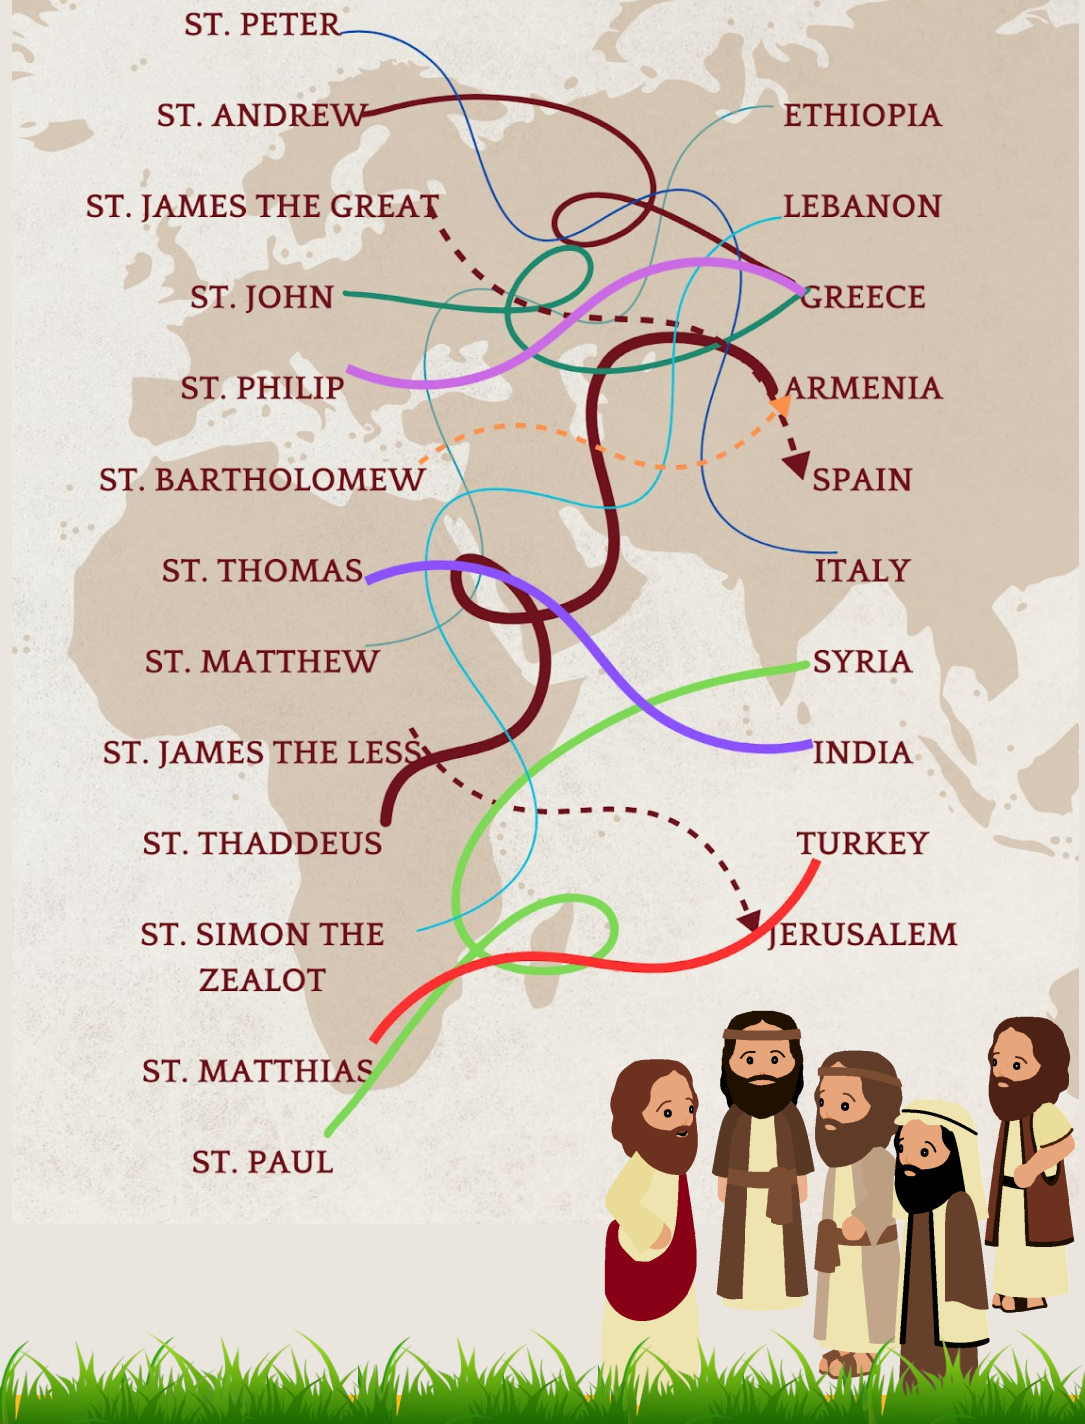 ST. PETER
ST. ANDREW
ETHIOPIA
ST. JAMES THE GREAT
LEBANON
ST. JOHN
GREECE
ST. PHILIP
ARMENIA
ST. BARTHOLOMEW
SPAIN
ST. THOMAS
ITALY
ST. MATTHEW
SYRIA
ST. JAMES THE LESS
INDIA
ST. THADDEUS
TURKEY
ST. SIMON THE
ZEALOT
JERUSALEM
ST. MATTHIAS
ST. PAUL